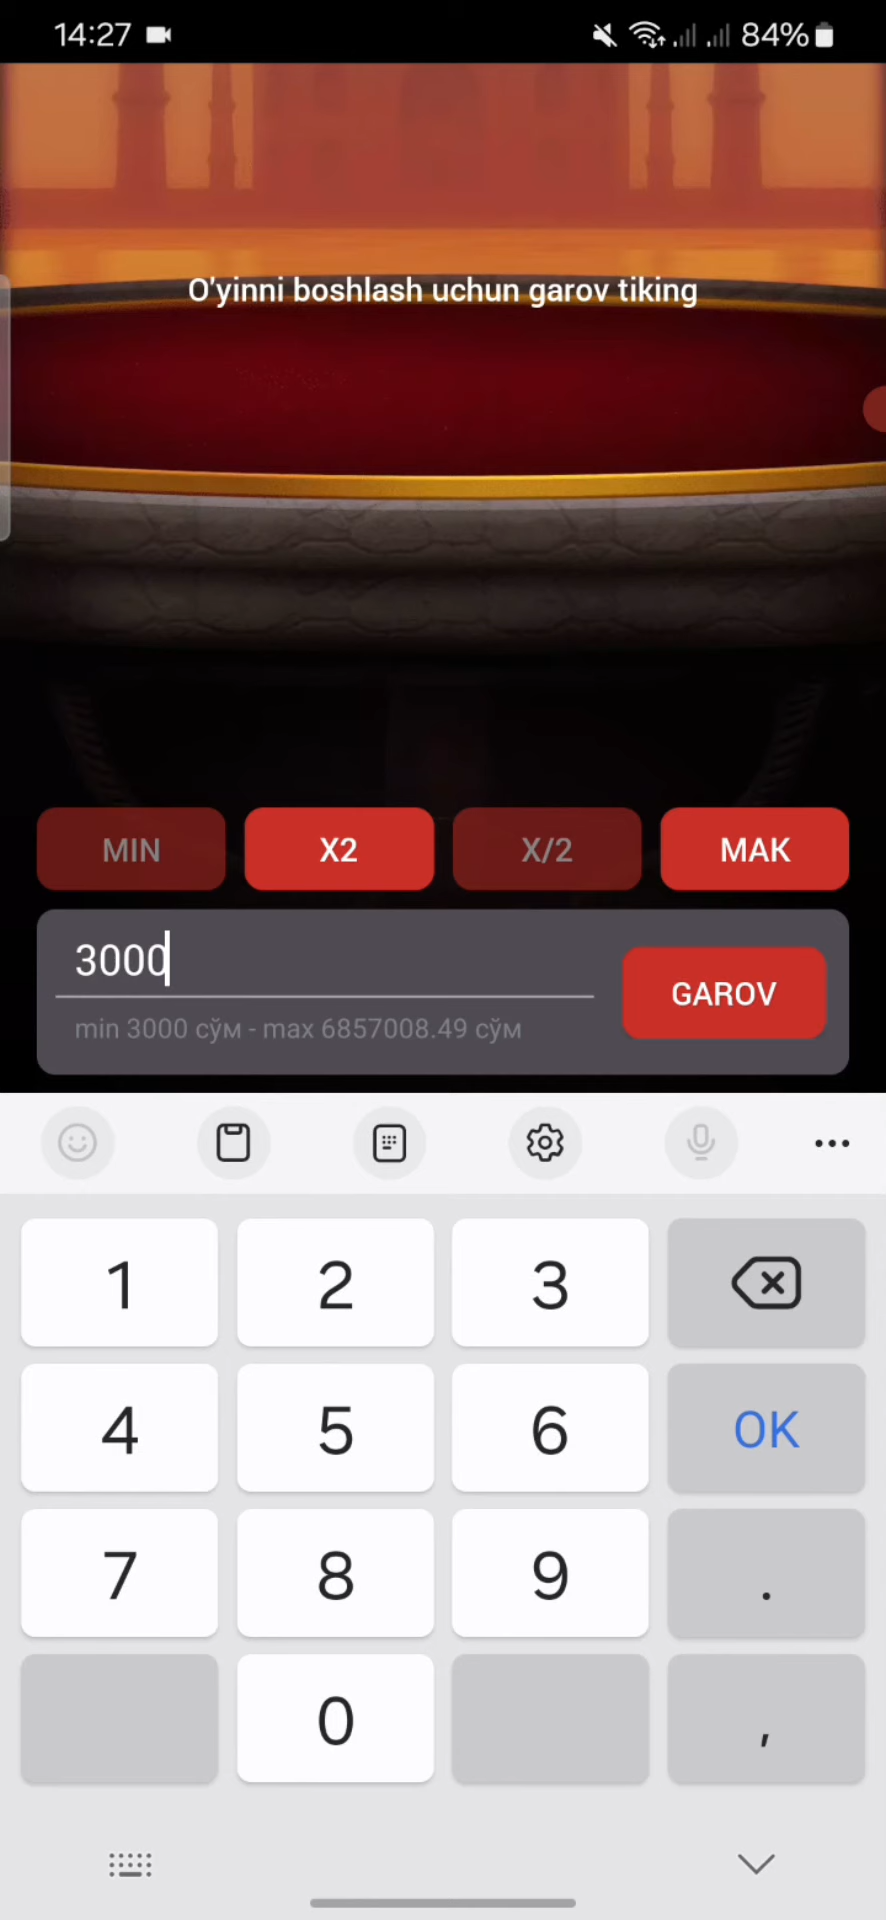 14:27
84%
O'yinni boshlash uchun garov tiking
MIN X2 X/2 MAK
3000
GAROV
min 3000 сўм - max 6857008.49 сўм
1 2 3
4 5 6 OK
7 8 9 .
0 ,